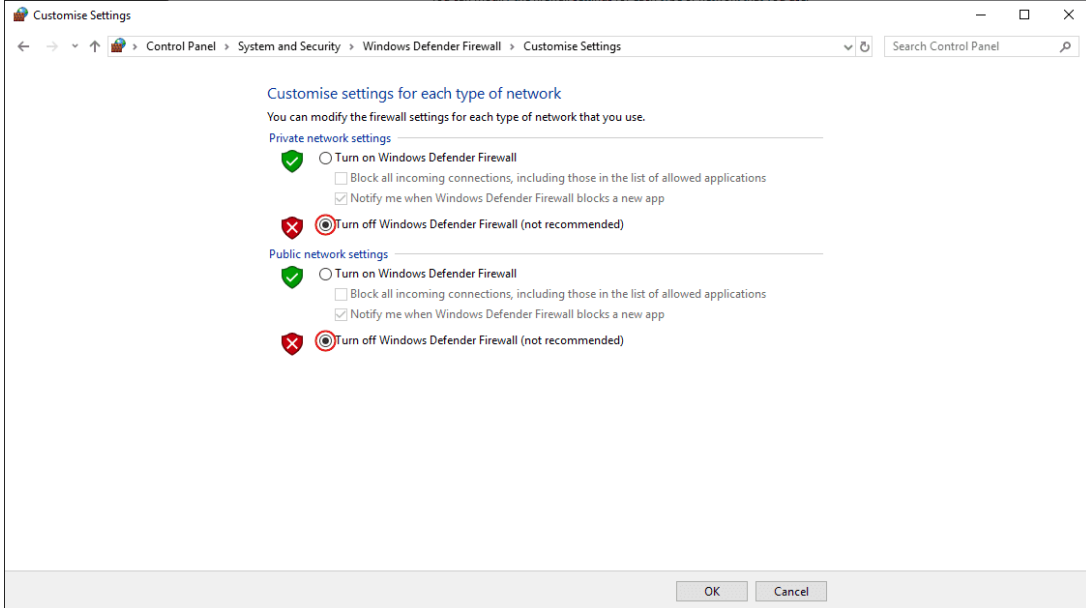 Customise Settings
Control Panel > System and Security > Windows Defender Firewall > Customise Settings
Search Control Panel
Customise settings for each type of network
You can modify the firewall settings for each type of network that you use.
Private network settings
Turn on Windows Defender Firewall
Block all incoming connections, including those in the list of allowed applications
Notify me when Windows Defender Firewall blocks a new app
Turn off Windows Defender Firewall (not recommended)
Public network settings
Turn on Windows Defender Firewall
Block all incoming connections, including those in the list of allowed applications
Notify me when Windows Defender Firewall blocks a new app
Turn off Windows Defender Firewall (not recommended)
OK
Cancel